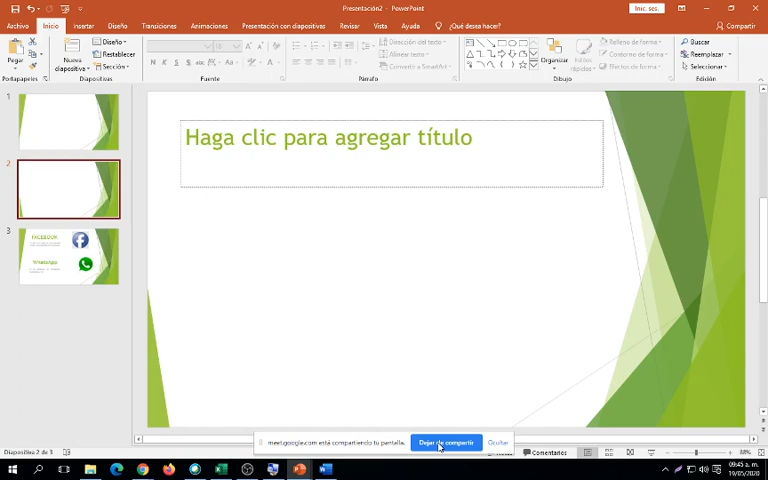 Presentación2 - PowerPoint
Inic. ses.
Archivo Inicio Insertar Diseño Transiciones Animaciones Presentación con diapositivas Revisar Vista Ayuda ¿Qué desea hacer? Compartir
Pegar
Nueva diapositiva
Diseño
Restablecer
Sección
N K S
Dirección del texto
Alinear texto
Convertir a SmartArt
Organizar
Estilos rápidos
Relleno de forma
Contorno de forma
Efectos de forma
Buscar
Reemplazar
Seleccionar
Portapapeles Diapositivas Fuente Párrafo Dibujo Edición
1
2
3
FACEBOOK
WhatsApp
Haga clic para agregar título
meet.google.com está compartiendo tu pantalla.
Dejar de compartir
Ocultar
Diapositiva 2 de 3
Comentarios
09:45 a. m.
19/05/2020